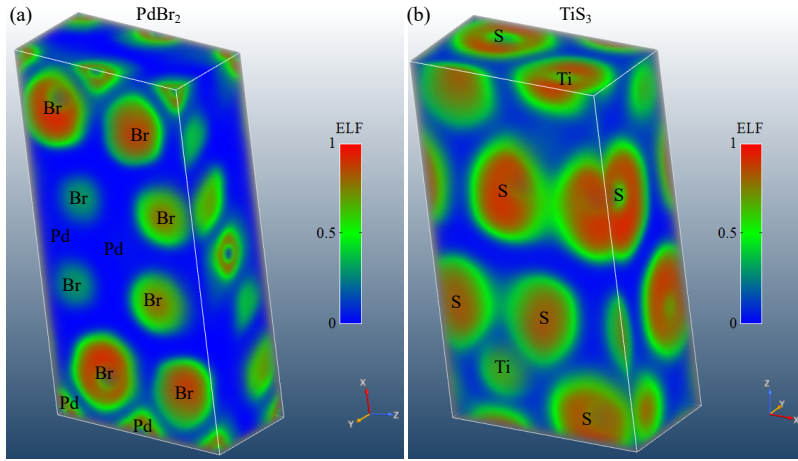 (a)
PdBr2
Br
Br
ELF
1
Br
Br
Pd
Pd
0.5
Br
Br
0
Br
Br
Pd
Pd
X
Y
Z
(b)
TiS3
S
Ti
ELF
1
S
S
0.5
S
S
0
Ti
S
Z
Y
X